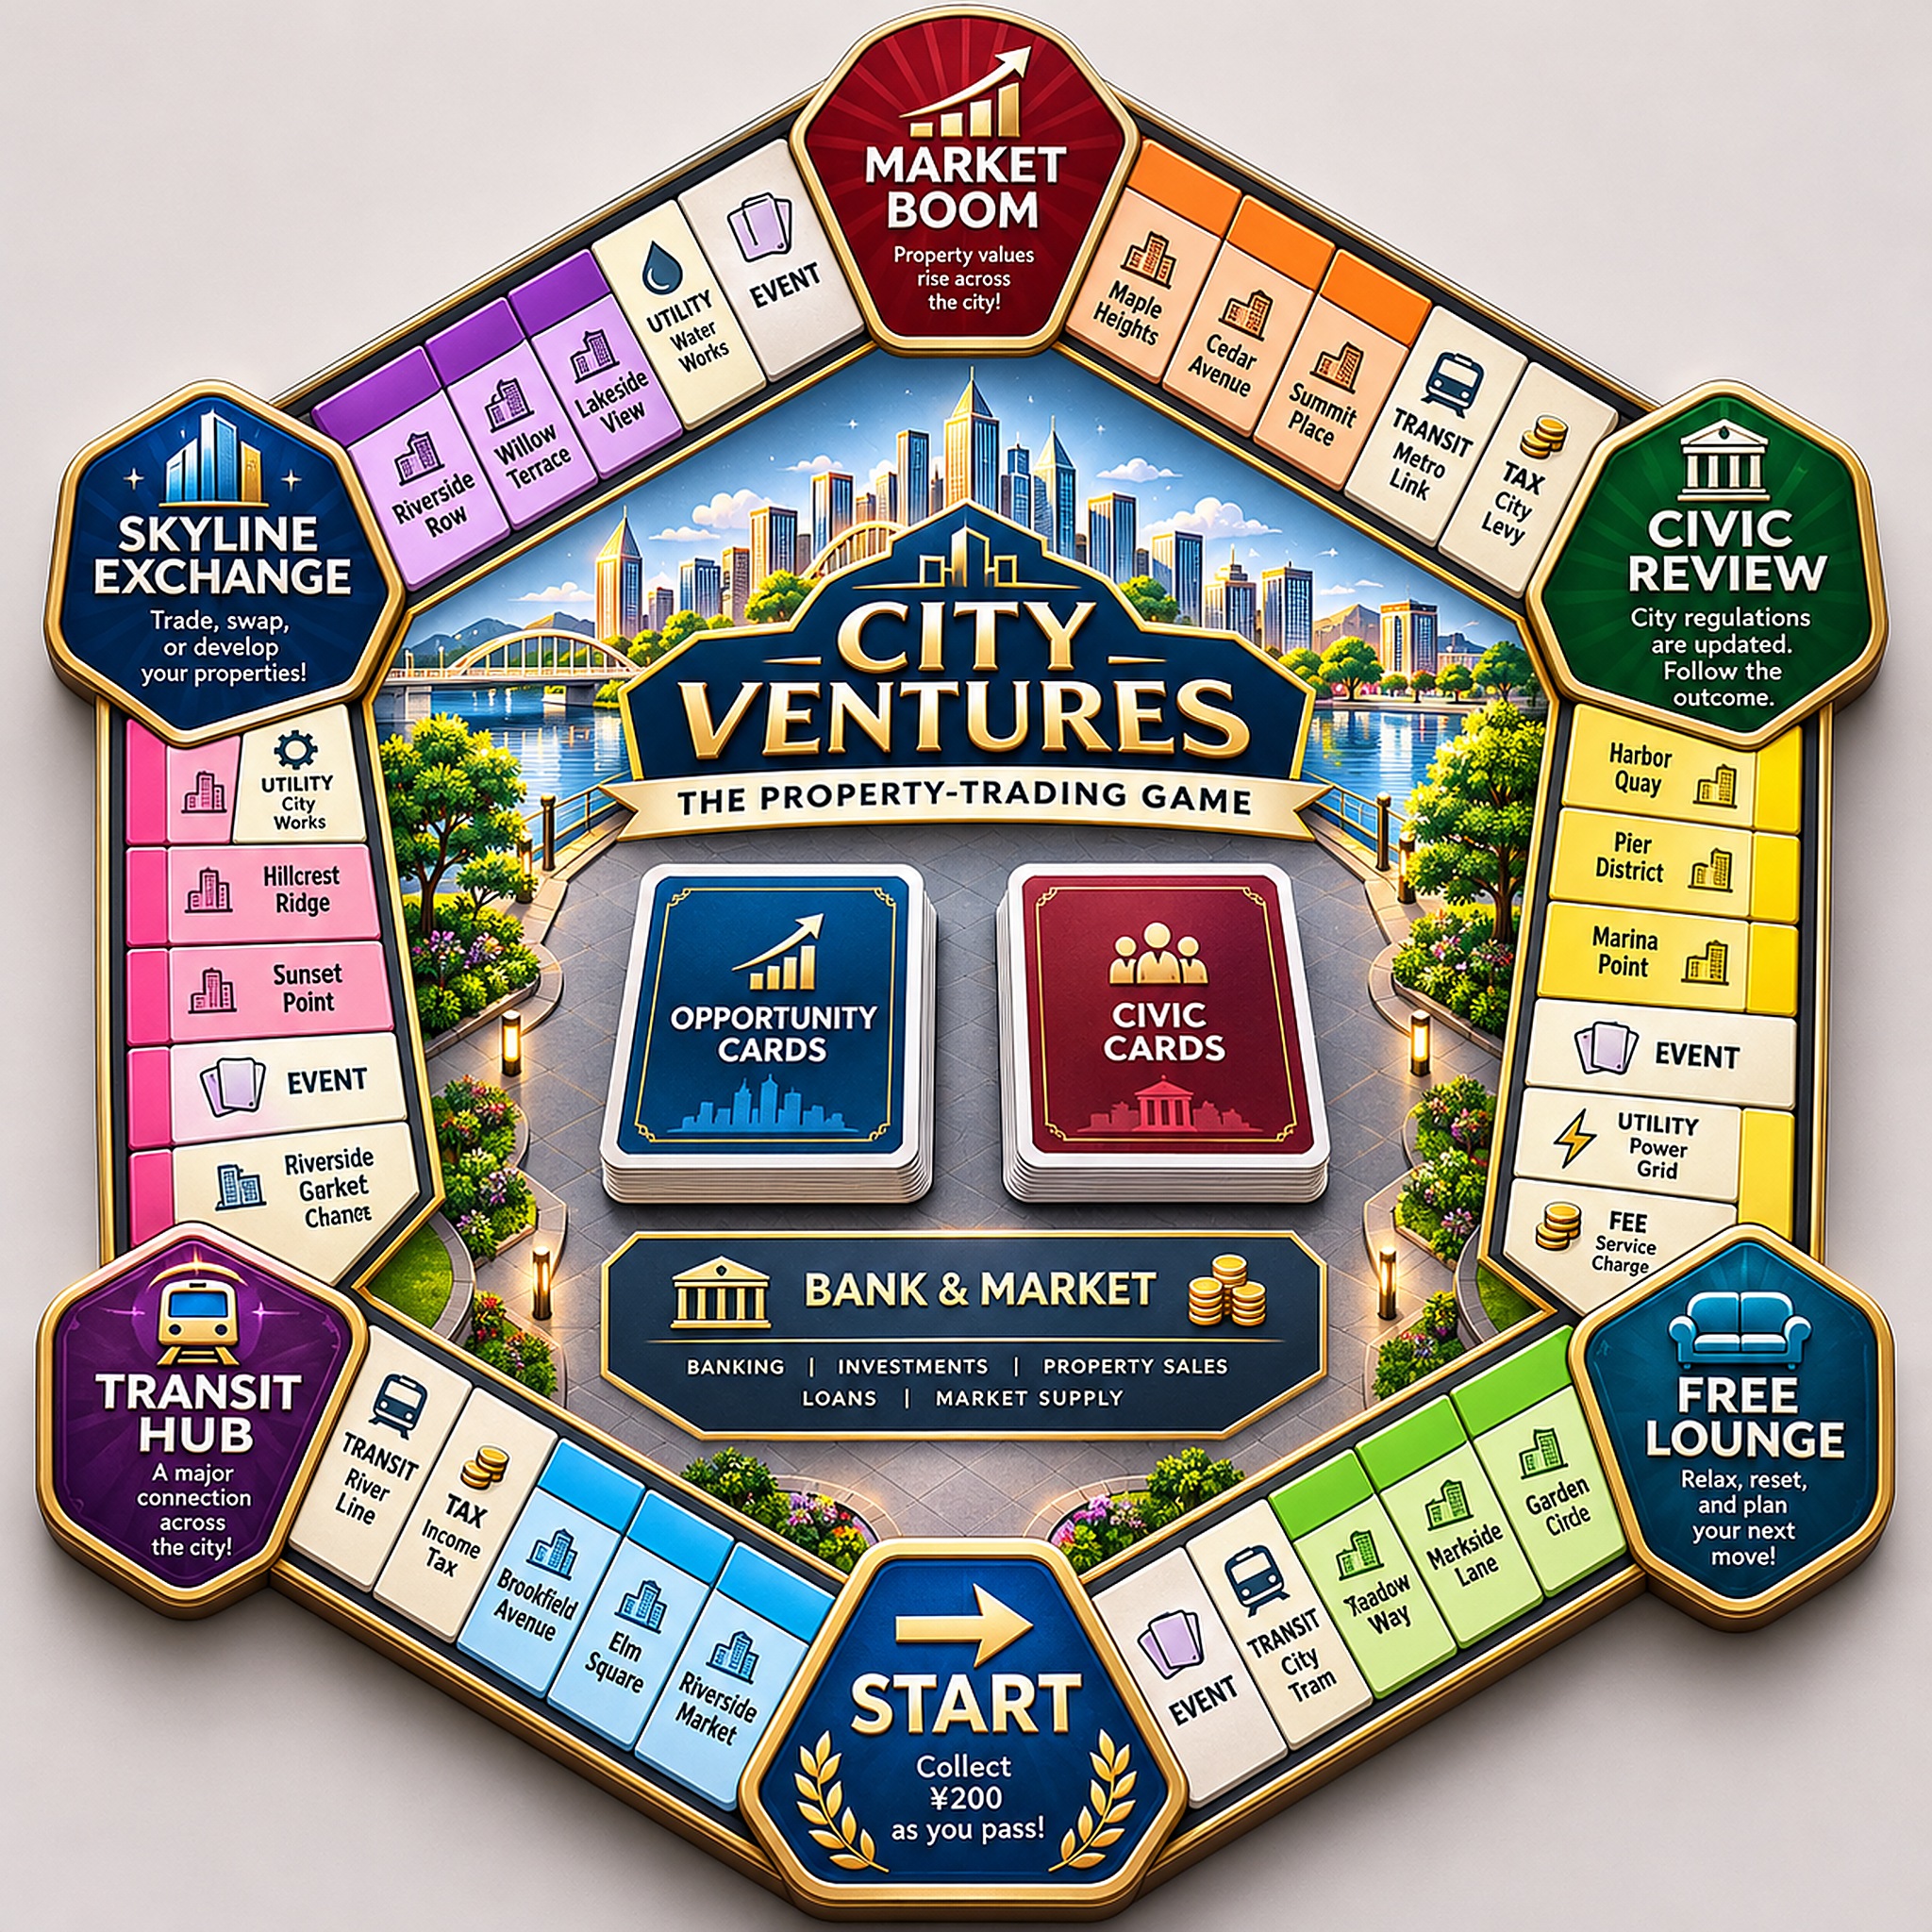 MARKET
BOOM
Property values
rise across
the city!
EVENT
UTILITY
Water
Works
Lakeside
View
Willow
Terrace
Riverside
Row
Maple
Heights
Cedar
Avenue
Summit
Place
TRANSIT
Metro
Link
TAX
City
Levy
SKYLINE
EXCHANGE
Trade, swap,
or develop
your properties!
CIVIC
REVIEW
City regulations
are updated.
Follow the
outcome.
CITY
VENTURES
THE PROPERTY-TRADING GAME
UTILITY
City
Works
Hillcrest
Ridge
Sunset
Point
EVENT
Riverside
Gɑrket
Chanɑe
Harbor
Quay
Pier
District
Marina
Point
EVENT
UTILITY
Power
Grid
FEE
Service
Charge
OPPORTUNITY
CARDS
CIVIC
CARDS
BANK & MARKET
BANKING | INVESTMENTS | PROPERTY SALES
LOANS | MARKET SUPPLY
TRANSIT
HUB
A major
connection
across
the city!
TRANSIT
River
Line
TAX
Income
Tax
Brookfield
Avenue
Elm
Square
Riverside
Market
START
Collect
¥200
as you pass!
EVENT
TRANSIT
City
Tram
Way
Markside
Lane
Garden
Circle
FREE
LOUNGE
Relax, reset,
and plan
your next
move!